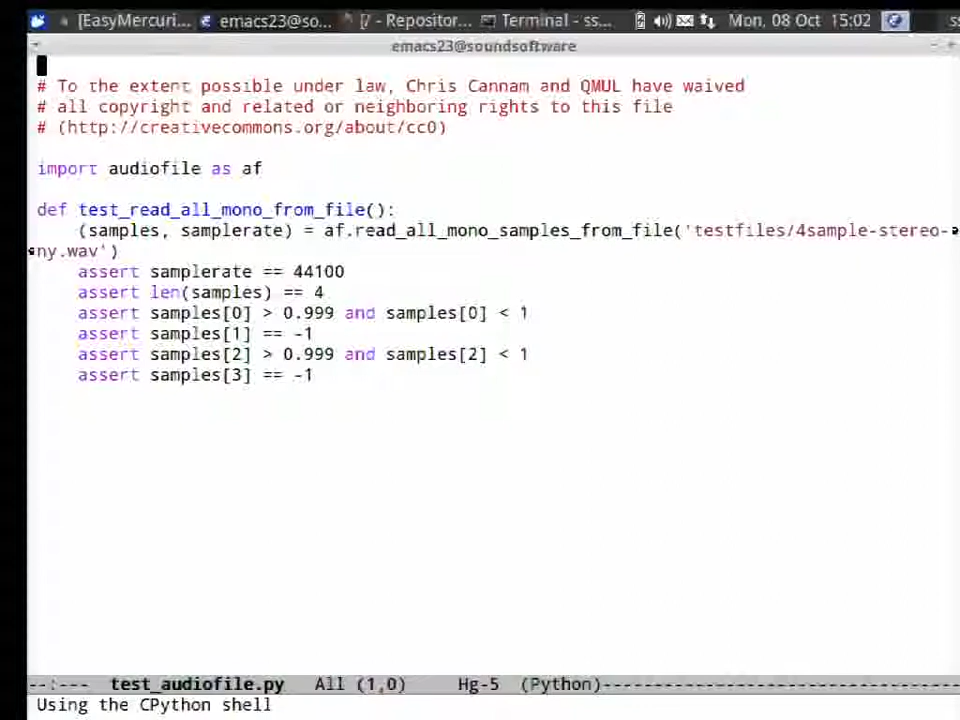 [EasyMercuri... emacs23@so... [/ - Repositor... Terminal - ss... Mon, 08 Oct 15:02
emacs23@soundsoftware
# To the extent possible under law, Chris Cannam and QMUL have waived
# all copyright and related or neighboring rights to this file
# (http://creativecommons.org/about/cc0)
import audiofile as af
def test_read_all_mono_from_file():
(samples, samplerate) = af.read_all_mono_samples_from_file('testfiles/4sample-stereo-
ny.wav')
assert samplerate == 44100
assert len(samples) == 4
assert samples[0] > 0.999 and samples[0] < 1
assert samples[1] == -1
assert samples[2] > 0.999 and samples[2] < 1
assert samples[3] == -1
--:--- test_audiofile.py All (1,0) Hg-5 (Python)
Using the CPython shell